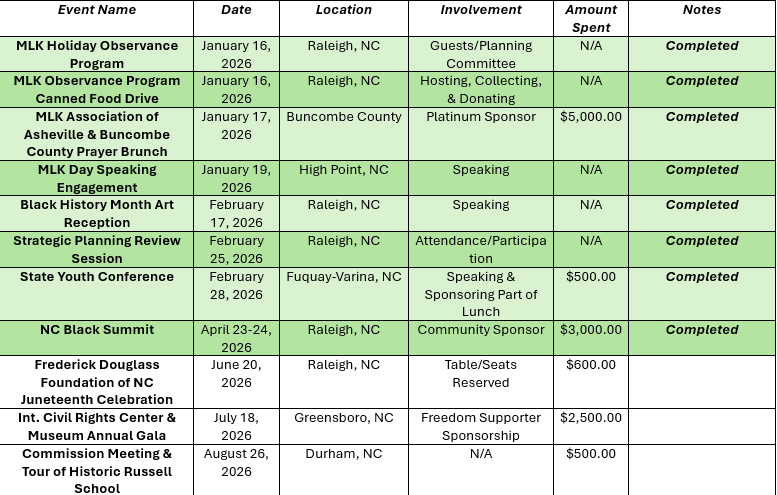 Event Name Date Location Involvement Amount Spent Notes
MLK Holiday Observance Program January 16, 2026 Raleigh, NC Guests/Planning Committee N/A Completed
MLK Observance Program Canned Food Drive January 16, 2026 Raleigh, NC Hosting, Collecting, & Donating N/A Completed
MLK Association of Asheville & Buncombe County Prayer Brunch January 17, 2026 Buncombe County Platinum Sponsor $5,000.00 Completed
MLK Day Speaking Engagement January 19, 2026 High Point, NC Speaking N/A Completed
Black History Month Art Reception February 17, 2026 Raleigh, NC Speaking N/A Completed
Strategic Planning Review Session February 25, 2026 Raleigh, NC Attendance/Participation N/A Completed
State Youth Conference February 28, 2026 Fuquay-Varina, NC Speaking & Sponsoring Part of Lunch $500.00 Completed
NC Black Summit April 23-24, 2026 Raleigh, NC Community Sponsor $3,000.00 Completed
Frederick Douglass Foundation of NC Juneteenth Celebration June 20, 2026 Raleigh, NC Table/Seats Reserved $600.00
Int. Civil Rights Center & Museum Annual Gala July 18, 2026 Greensboro, NC Freedom Supporter Sponsorship $2,500.00
Commission Meeting & Tour of Historic Russell School August 26, 2026 Durham, NC N/A $500.00